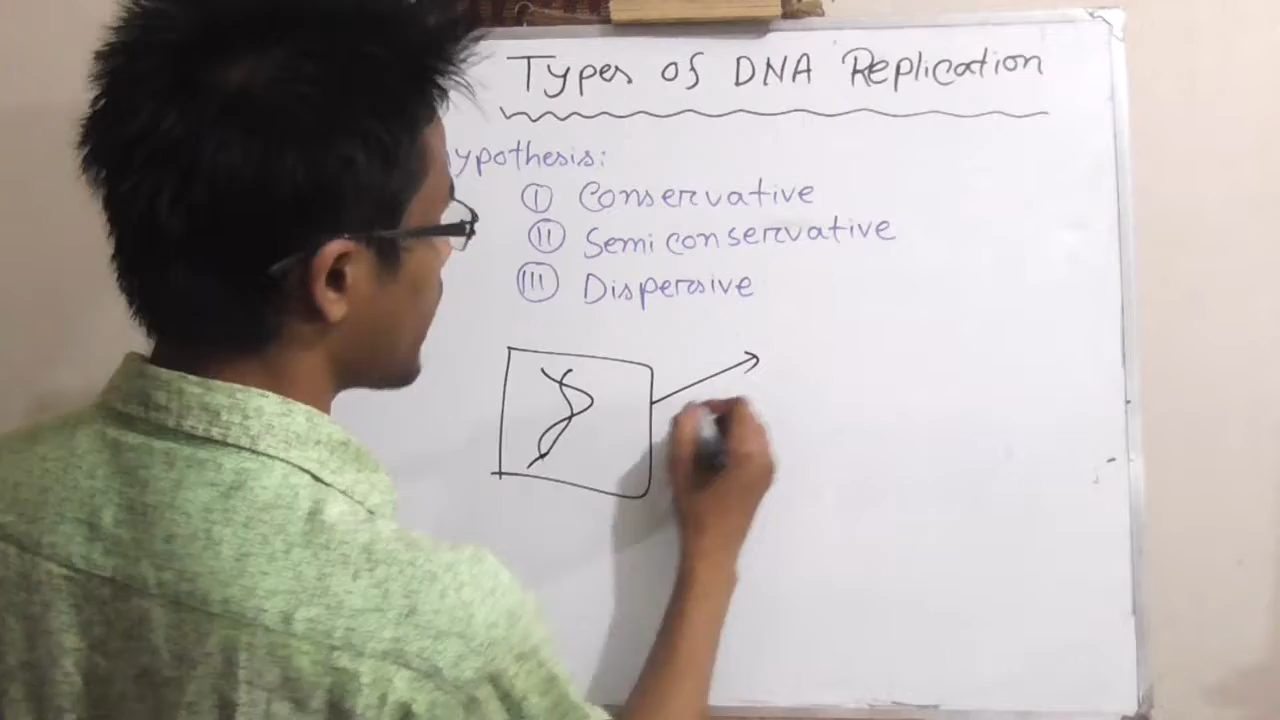 Types of DNA Replication
ypothesis:
I Conservative
II Semi conservative
III Dispersive